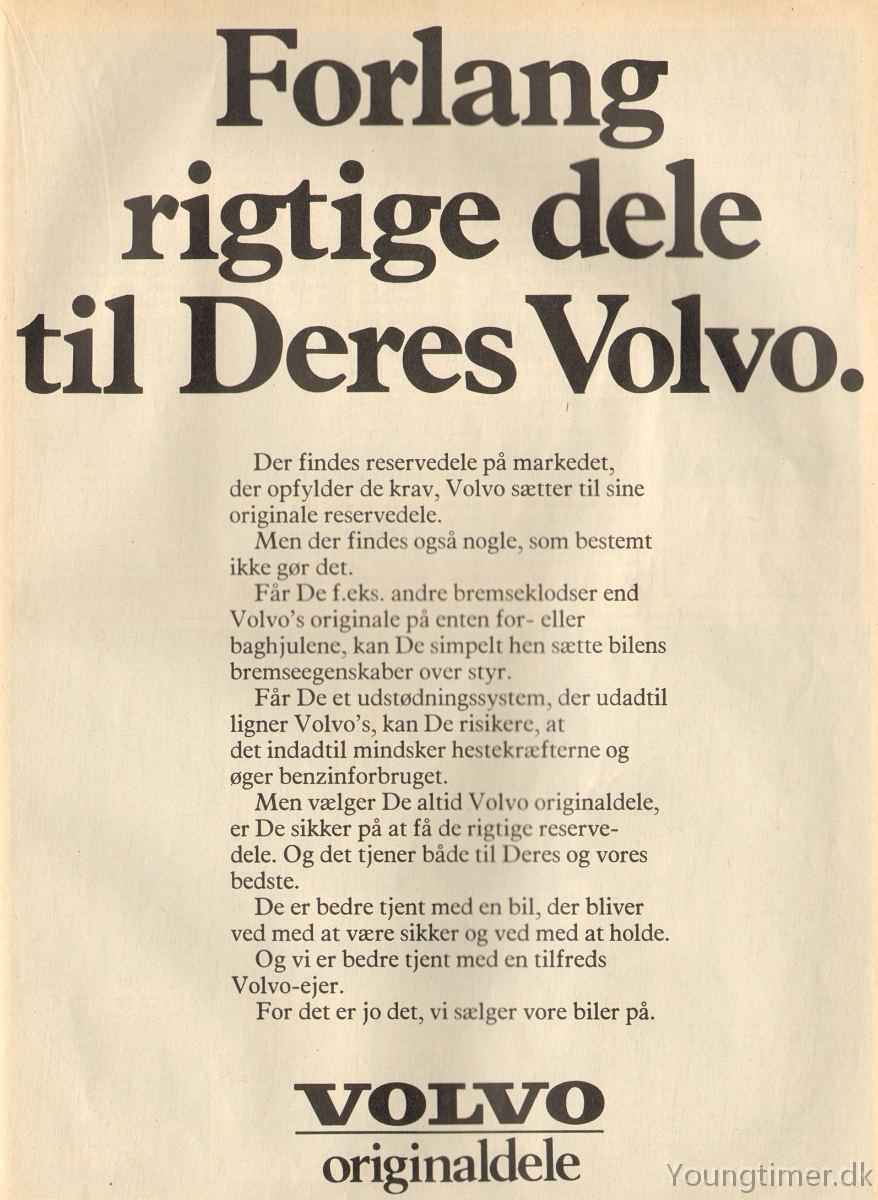 Forlang
rigtige dele
til Deres Volvo.
Der findes reservedele på markedet,
der opfylder de krav, Volvo sætter til sine
originale reservedele.
Men der findes også nogle, som bestemt
ikke gør det.
Får De f.eks. andre bremseklodser end
Volvo's originale på enten for- eller
baghjulene, kan De simpelt hen sætte bilens
bremseegenskaber over styr.
Får De et udstødningssystem, der udadtil
ligner Volvo's, kan De risikere, at
det indadtil mindsker hestekræfterne og
øger benzinforbruget.
Men vælger De altid Volvo originaldele,
er De sikker på at få de rigtige reserve-
dele. Og det tjener både til Deres og vores
bedste.
De er bedre tjent med en bil, der bliver
ved med at være sikker og ved med at holde.
Og vi er bedre tjent med en tilfreds
Volvo-ejer.
For det er jo det, vi sælger vore biler på.
VOLVO
originaldele
Youngtimer.dk